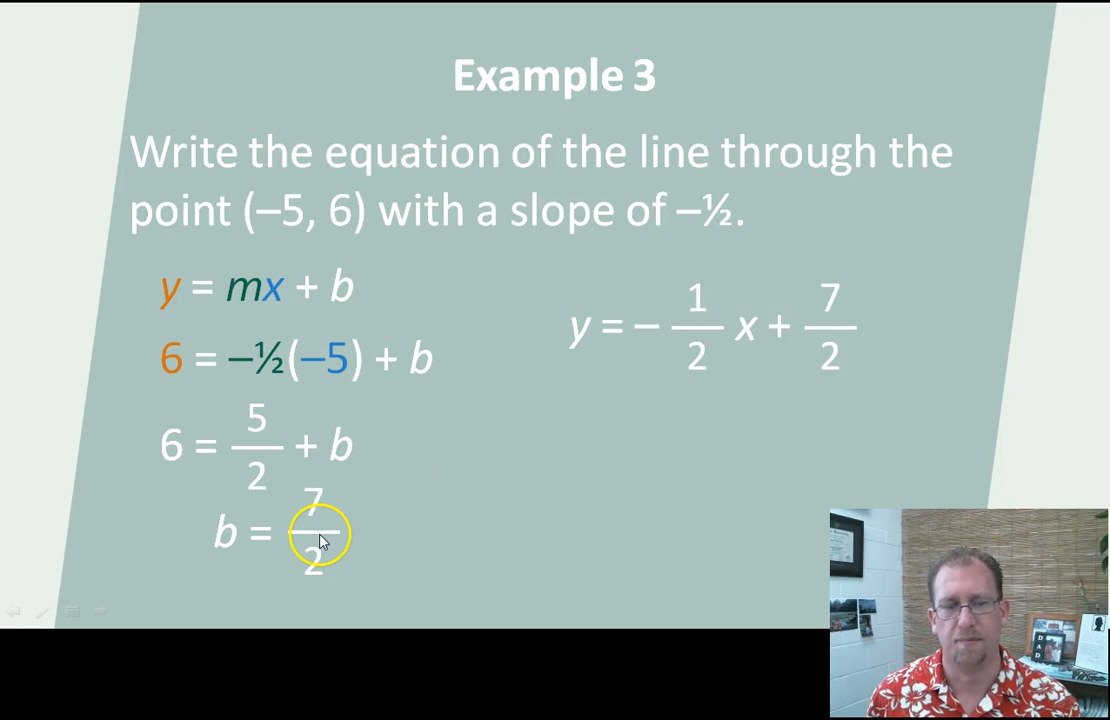 Example 3
Write the equation of the line through the
point (–5, 6) with a slope of –½.
y = mx + b
6 = –½(–5) + b
6 = 5/2 + b
b = 7/2
y = – 1/2 x + 7/2
DAD